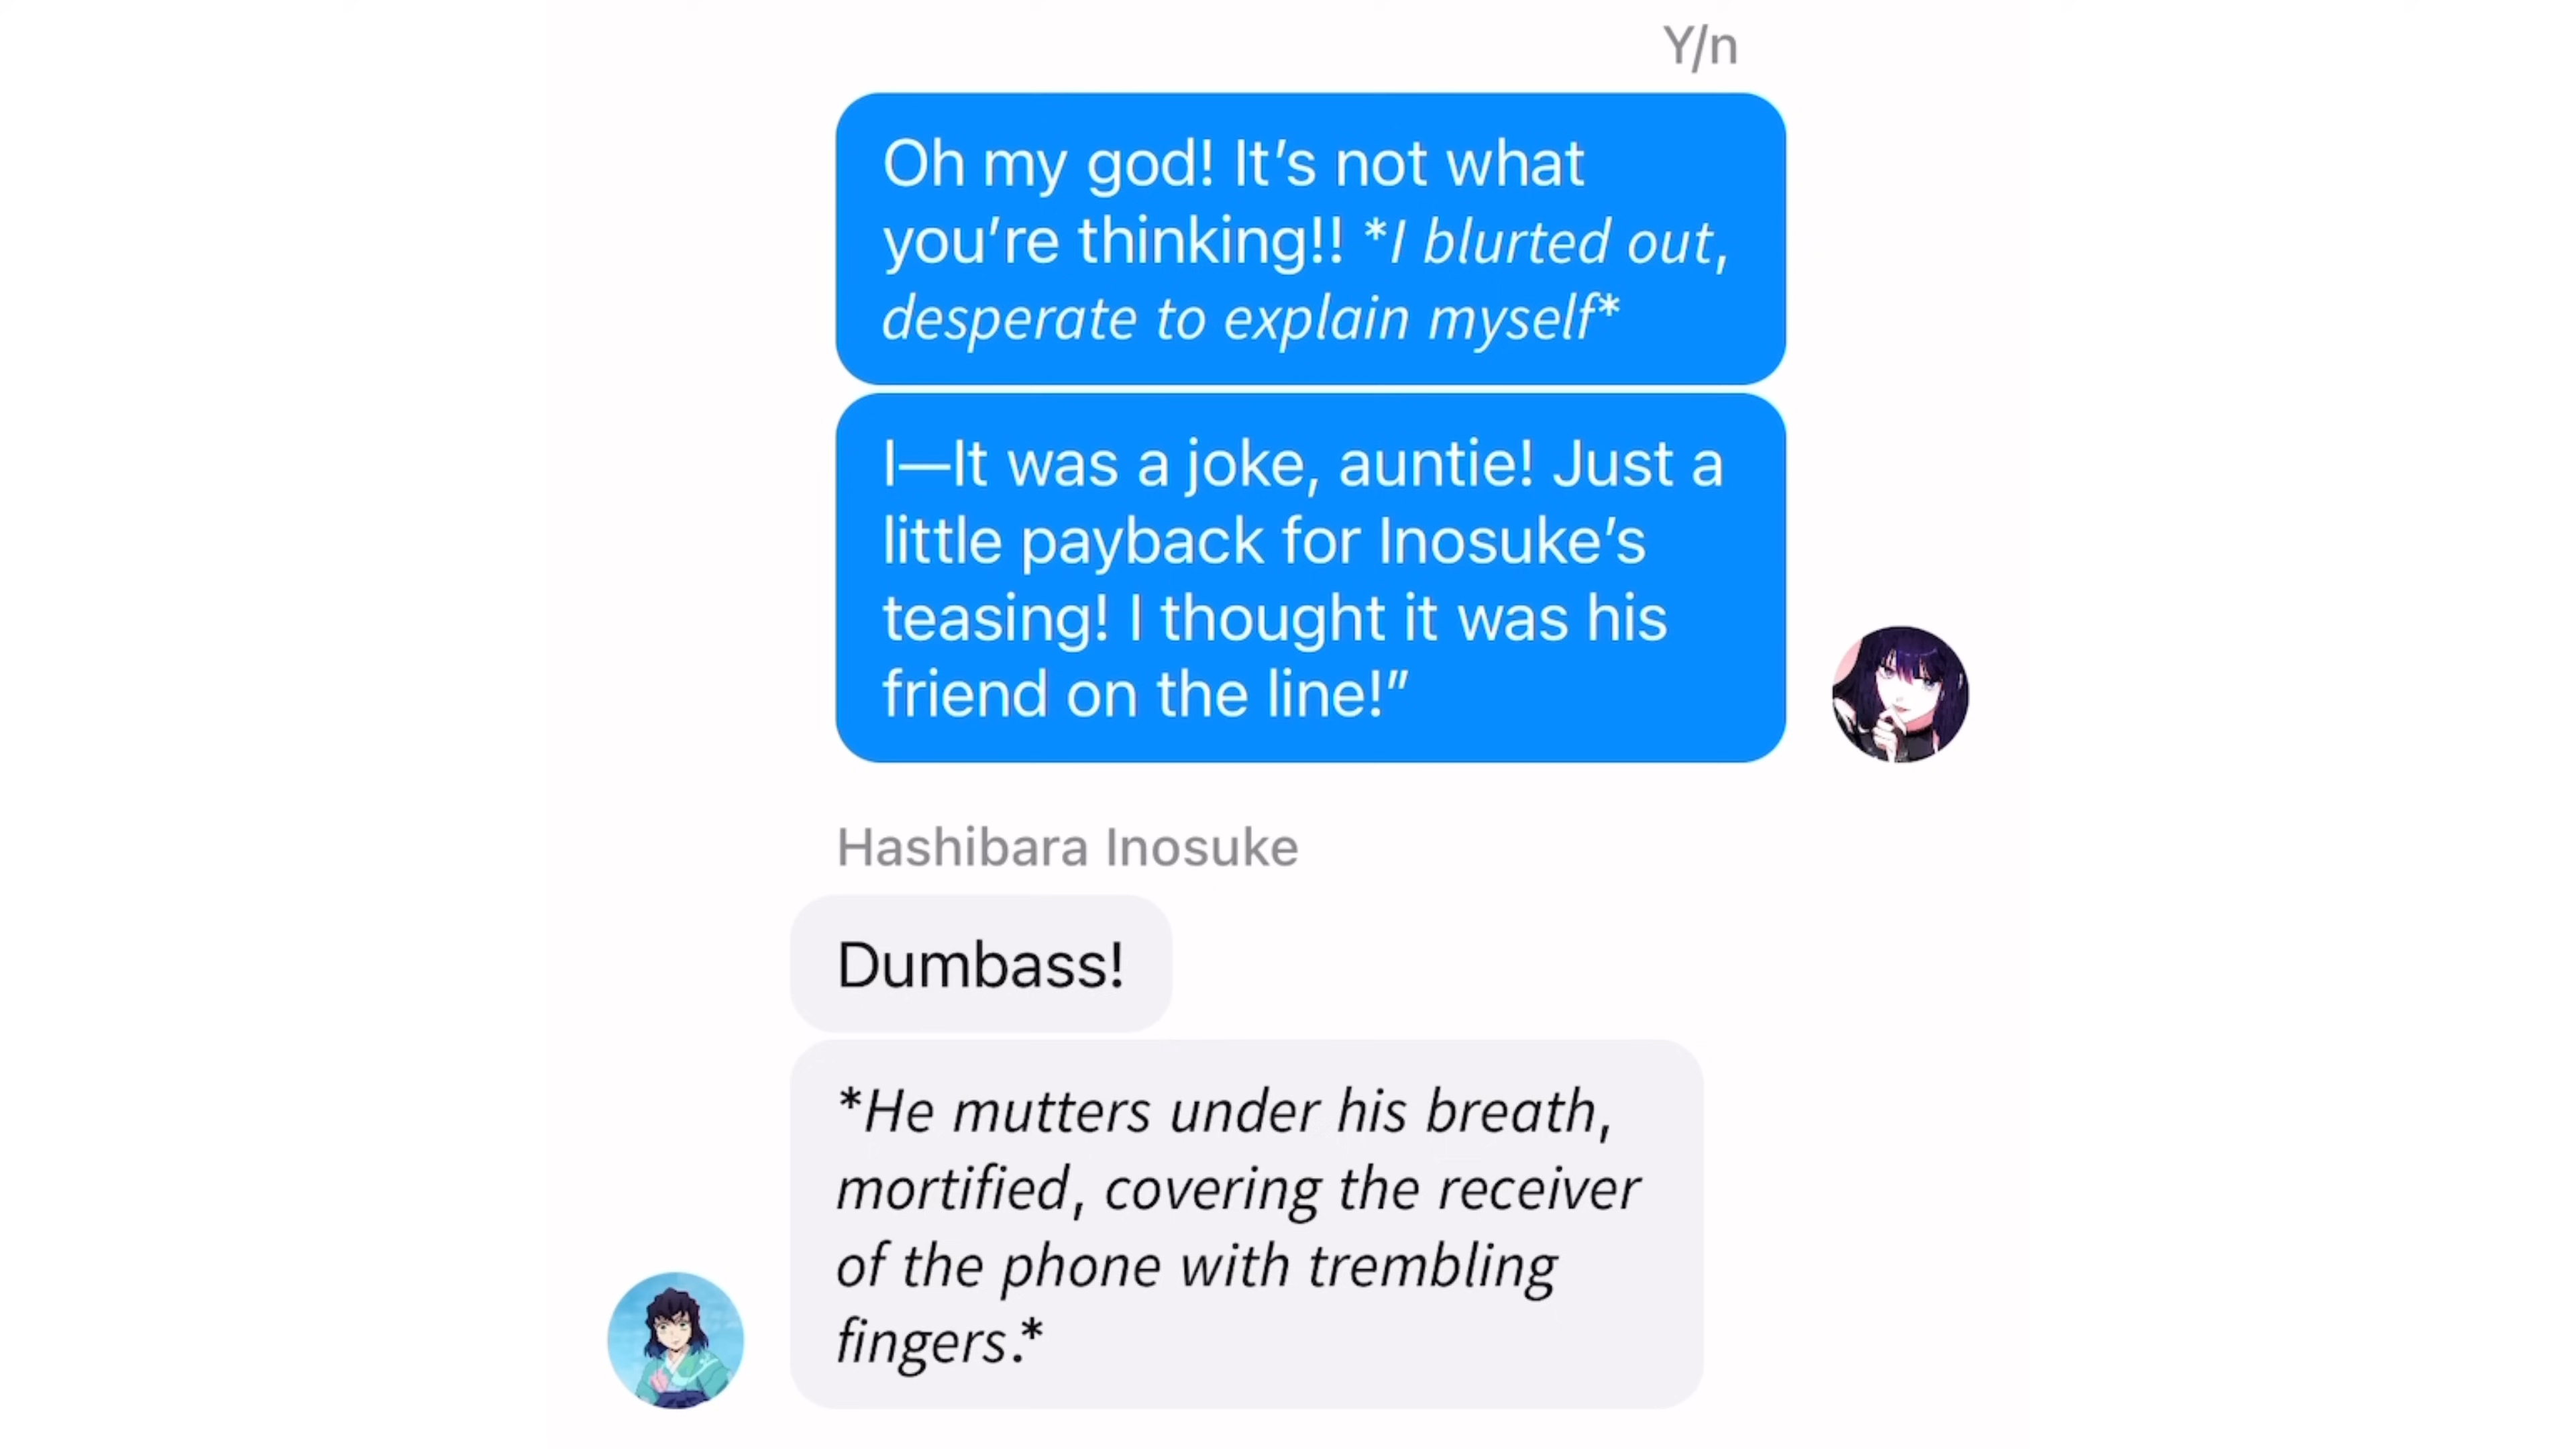 Y/n
Oh my god! It’s not what
you’re thinking!! *I blurted out,
desperate to explain myself*
I—It was a joke, auntie! Just a
little payback for Inosuke’s
teasing! I thought it was his
friend on the line!”
Hashibara Inosuke
Dumbass!
*He mutters under his breath,
mortified, covering the receiver
of the phone with trembling
fingers.*